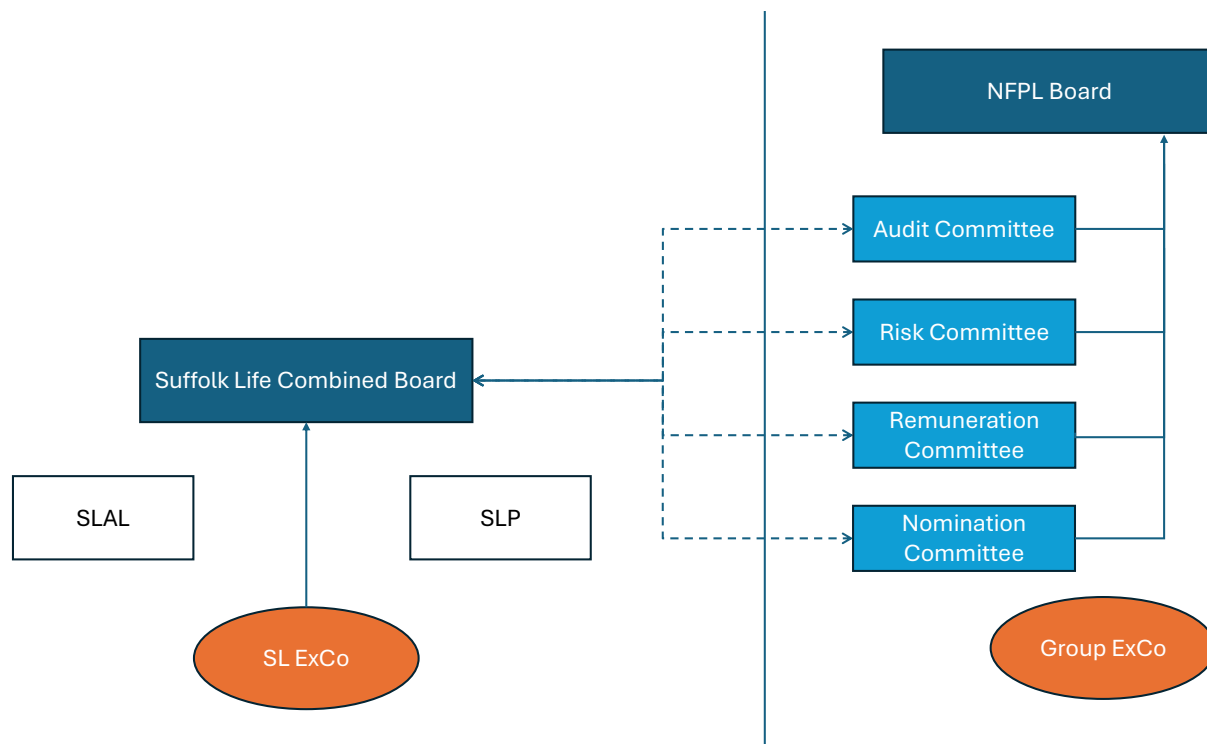 NFPL Board
Audit Committee
Risk Committee
Suffolk Life Combined Board
Remuneration
Committee
SLAL
SLP
Nomination
Committee
SL ExCo
Group ExCo